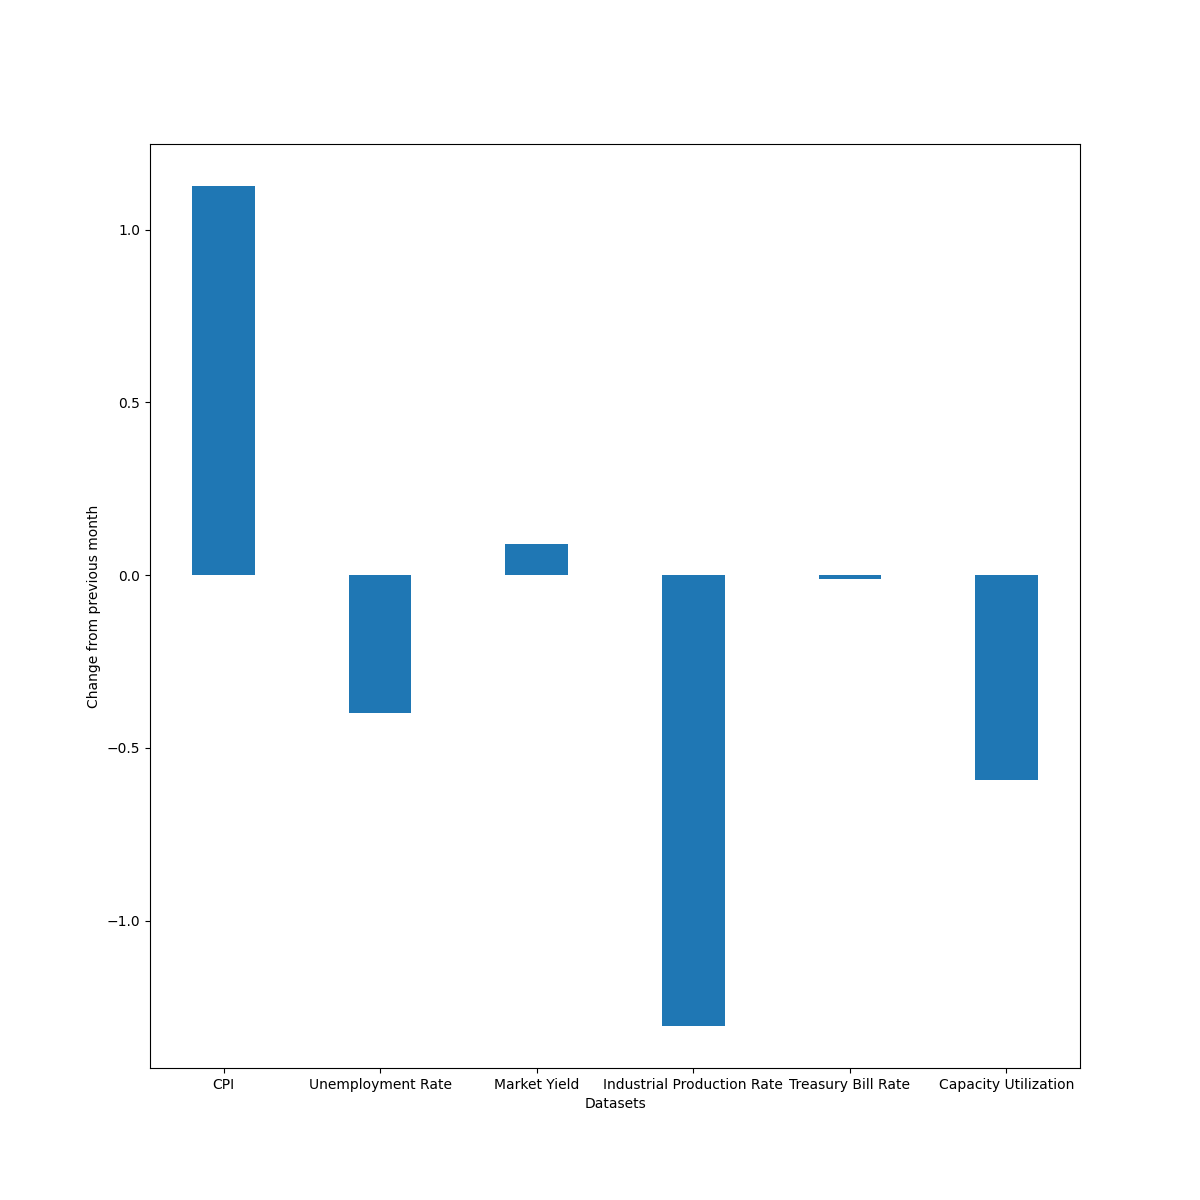 1.0
0.5
0.0
−0.5
−1.0
Change from previous month
CPI Unemployment Rate Market Yield Industrial Production Rate Treasury Bill Rate Capacity Utilization
Datasets